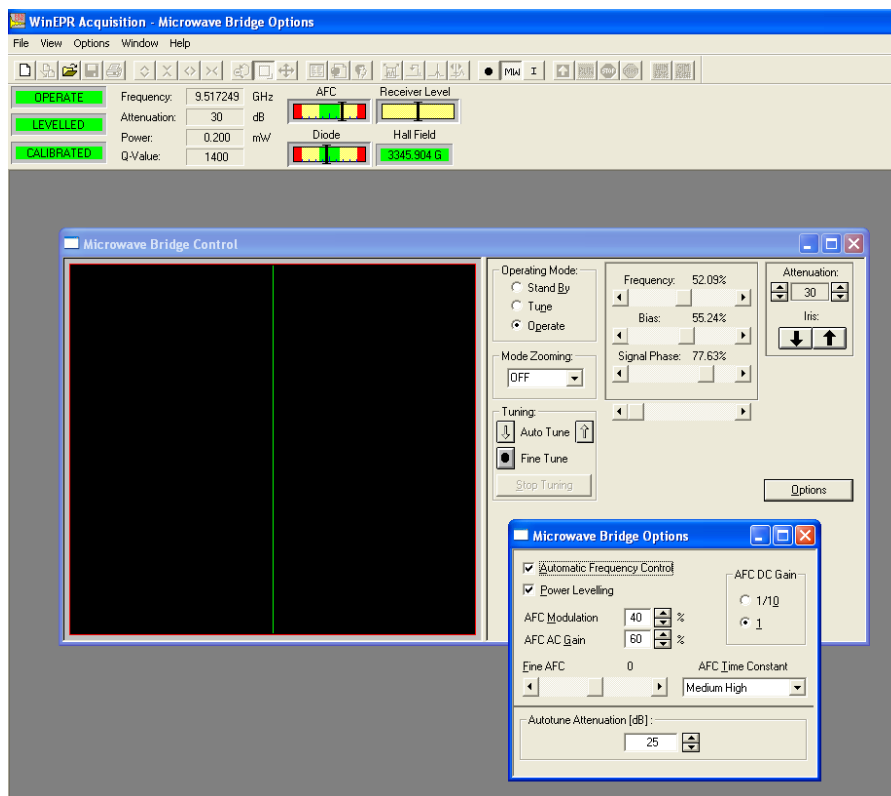 WinEPR Acquisition - Microwave Bridge Options
File View Options Window Help
MW I
OPERATE
LEVELLED
CALIBRATED
Frequency: 9.517249 GHz
Attenuation: 30 dB
Power: 0.200 mW
Q-Value: 1400
AFC
Receiver Level
Diode
Hall Field
3345.904 G
Microwave Bridge Control
Operating Mode:
Stand By
Tune
Operate
Mode Zooming:
OFF
Tuning:
Auto Tune
Fine Tune
Stop Tuning
Frequency: 52.09%
Bias: 55.24%
Signal Phase: 77.63%
Attenuation:
30
Iris:
Options
Microwave Bridge Options
Automatic Frequency Control
Power Levelling
AFC Modulation 40 %
AFC AC Gain 60 %
AFC DC Gain
1/10
1
Fine AFC 0
AFC Time Constant
Medium High
Autotune Attenuation [dB] :
25